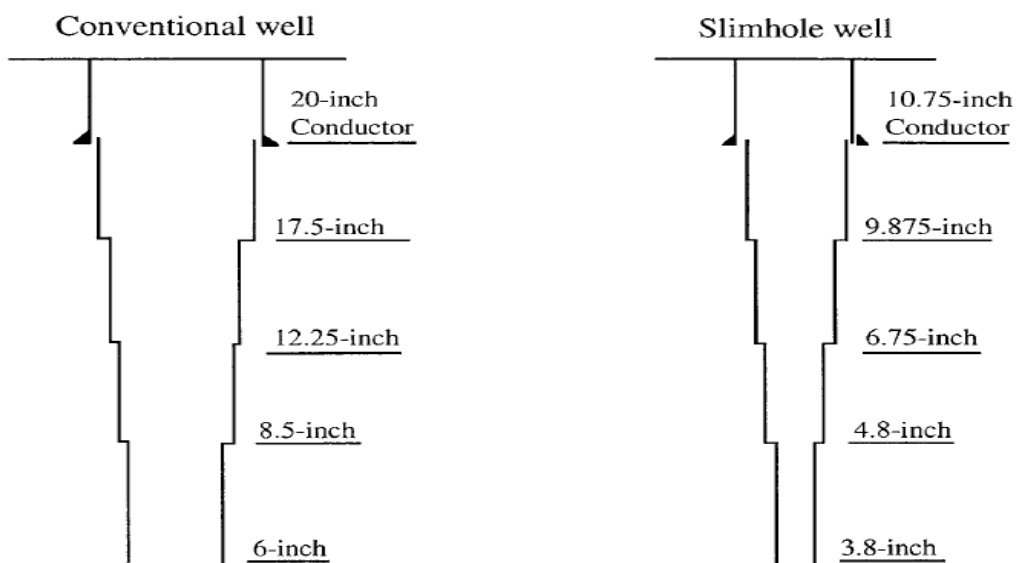 Conventional well
20-inch
Conductor
17.5-inch
12.25-inch
8.5-inch
6-inch
Slimhole well
10.75-inch
Conductor
9.875-inch
6.75-inch
4.8-inch
3.8-inch